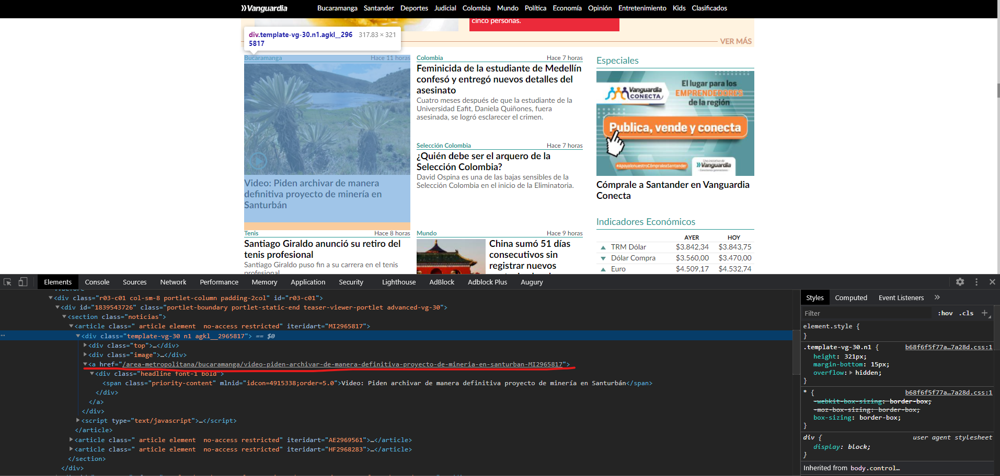 Vanguardia
Bucaramanga Santander Deportes Judicial Colombia Mundo Política Economía Opinión Entretenimiento Kids Clasificados
cinco personas.
div.template-vg-30.n1.agkl__296
5817
317.83 × 321
VER MÁS
Bucaramanga Hace 11 horas
Video: Piden archivar de manera
definitiva proyecto de minería en
Santurbán
Tenis Hace 8 horas
Santiago Giraldo anunció su retiro del
tenis profesional
Santiago Giraldo puso fin a su carrera en el tenis
profesional
Colombia Hace 7 horas
Feminicida de la estudiante de Medellín
confesó y entregó nuevos detalles del
asesinato
Cuatro meses después de que la estudiante de la
Universidad Eafit, Daniela Quiñones, fuera
asesinada, se logró esclarecer el crimen.
Selección Colombia Hace 7 horas
¿Quién debe ser el arquero de la
Selección Colombia?
David Ospina es una de las bajas sensibles de la
Selección Colombia en el inicio de la Eliminatoria.
Mundo Hace 9 horas
China sumó 51 días
consecutivos sin
registrar nuevos
Especiales
Vanguardia
CONECTA
El lugar para los
EMPRENDEDORES
de la región
Publica, vende y conecta
#ApoyalonuestroCómpraleaSantander
Una iniciativa de
Vanguardia
Cómprale a Santander en Vanguardia
Conecta
Indicadores Económicos
AYER HOY
TRM Dólar $3.842,34 $3.843,75
Dólar Compra $3.560,00 $3.470,00
Euro $4.509,17 $4.532,74
Elements Console Sources Network Performance Memory Application Security Lighthouse AdBlock Adblock Plus Augury
::before
<div class="r03-c01 col-sm-8 portlet-column padding-2col" id="r03-c01">
<div id="1839543726" class="portlet-boundary portlet-static-end teaser-viewer-portlet advanced-vg-30">
<section class="noticias">
<article class=" article element  no-access restricted" iteridart="MI2965817">
<div class="template-vg-30 n1 agkl__2965817"> == $0
<div class="top">…</div>
<div class="image">…</div>
<a href="/area-metropolitana/bucaramanga/video-piden-archivar-de-manera-definitiva-proyecto-de-mineria-en-santurban-MI2965817">
<div class="headline font-1 bold">
<span class="priority-content" mlnid="idcon=4915338;order=5.0">Video: Piden archivar de manera definitiva proyecto de minería en Santurbán</span>
</div>
</a>
</div>
<script type="text/javascript">…</script>
</article>
<article class=" article element  no-access restricted" iteridart="AE2969561">…</article>
<article class=" article element  no-access restricted" iteridart="HF2968283">…</article>
</section>
</div>
Styles Computed Event Listeners »
Filter :hov .cls +
element.style {
}
.template-vg-30.n1 { b68f6f5f77a…7a28d.css:1
height: 321px;
margin-bottom: 15px;
overflow: hidden;
}
* { b68f6f5f77a…7a28d.css:1
-webkit-box-sizing: border-box;
-moz-box-sizing: border-box;
box-sizing: border-box;
}
div { user agent stylesheet
display: block;
}
Inherited from body.control…